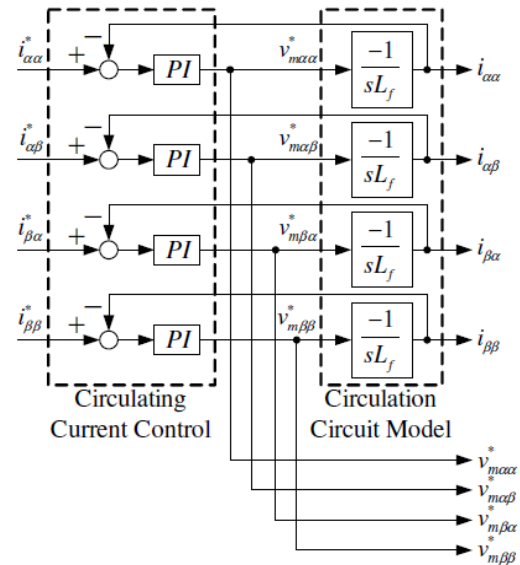 i*αα + − PI v*mαα −1/sLf iαα
i*αβ + − PI v*mαβ −1/sLf iαβ
i*βα + − PI v*mβα −1/sLf iβα
i*ββ + − PI v*mββ −1/sLf iββ
Circulating
Current Control
Circulation
Circuit Model
v*mαα
v*mαβ
v*mβα
v*mββ